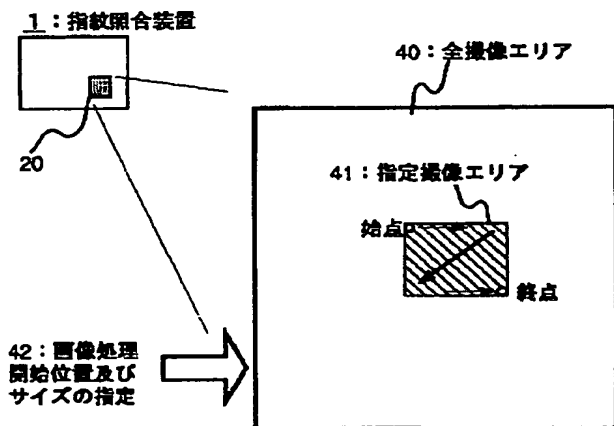 1：指紋照合装置
20
40：全撮像エリア
41：指定撮像エリア
始点
終点
42：画像処理
開始位置及び
サイズの指定